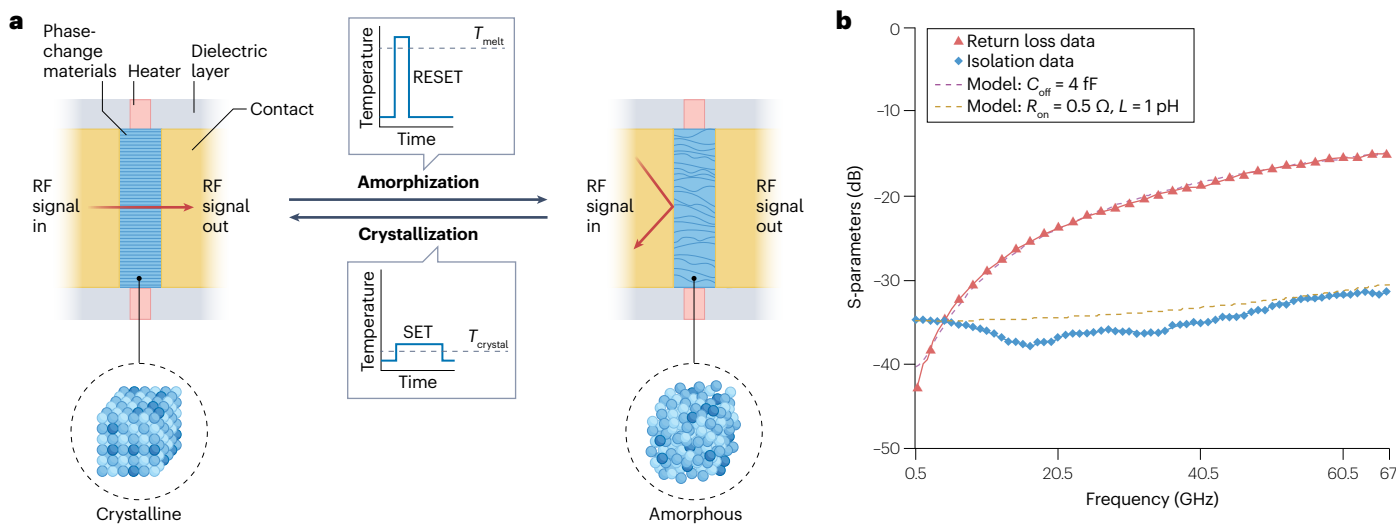 a
Phase-
change
materials
Heater
Dielectric
layer
Contact
RF
signal
in
RF
signal
out
Crystalline
Temperature
T_melt
RESET
Time
Amorphization
Crystallization
Temperature
SET
T_crystal
Time
RF
signal
in
RF
signal
out
Amorphous
b
Return loss data
Isolation data
Model: C_off = 4 fF
Model: R_on = 0.5 Ω, L = 1 pH
S-parameters (dB)
0
−10
−20
−30
−40
−50
0.5
20.5
40.5
60.5
67
Frequency (GHz)